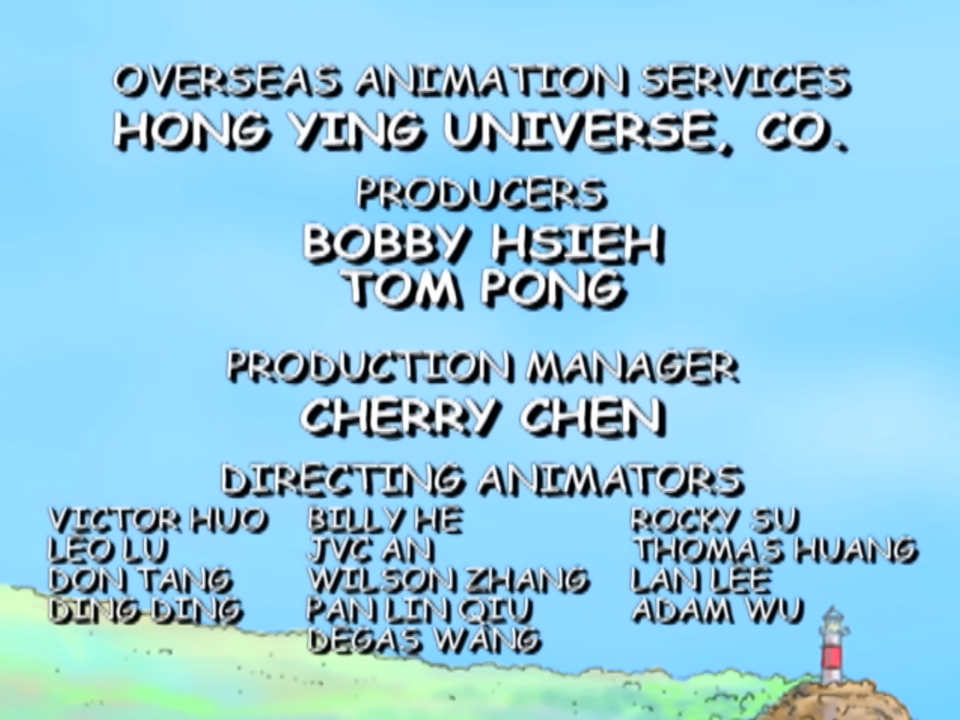 OVERSEAS ANIMATION SERVICES
HONG YING UNIVERSE, CO.
PRODUCERS
BOBBY HSIEH
TOM PONG
PRODUCTION MANAGER
CHERRY CHEN
DIRECTING ANIMATORS
VICTOR HUO BILLY HE ROCKY SU
LEO LU JVC AN THOMAS HUANG
DON TANG WILSON ZHANG LAN LEE
DING DING PAN LIN QIU ADAM WU
DEGAS WANG